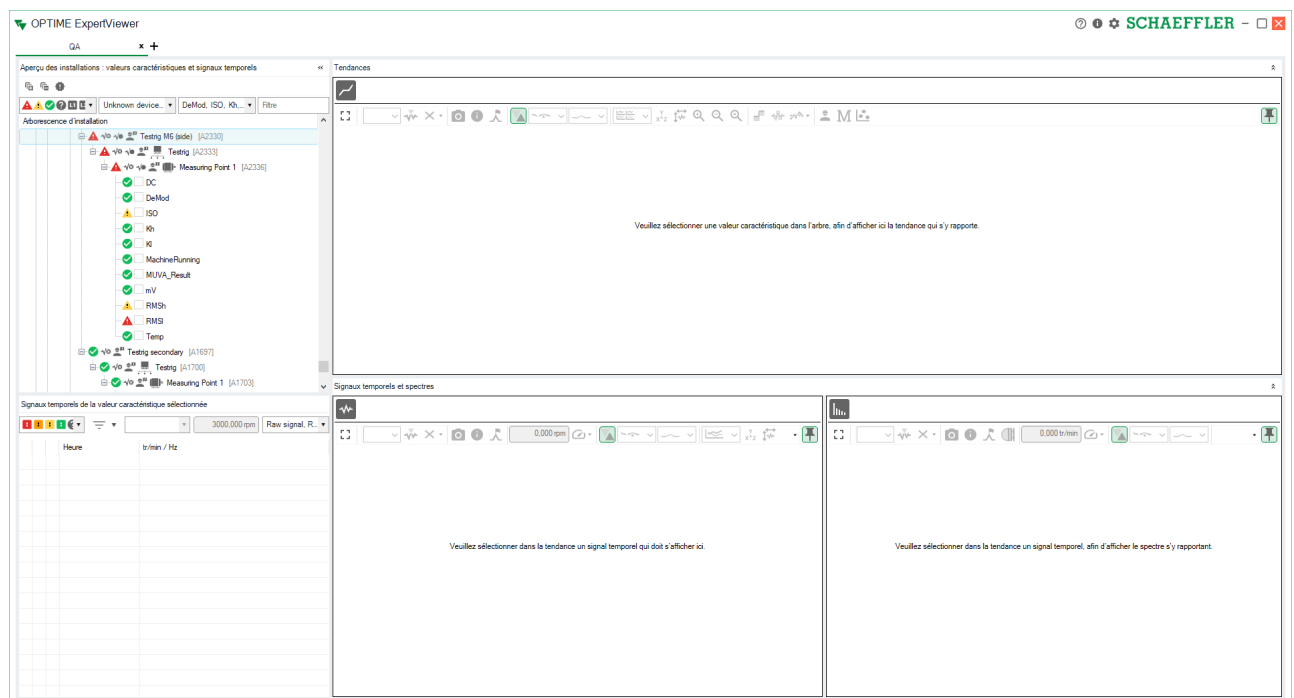 OPTIME ExpertViewer
SCHAEFFLER
QA
Aperçu des installations : valeurs caractéristiques et signaux temporels
Unknown device...
DeMod, ISO, Kh,...
Filtre
Arborescence d'installation
Testrig M6 (side) [A2330]
Testrig [A2333]
Measuring Point 1 [A2336]
DC
DeMod
ISO
Kh
KI
MachineRunning
MUVA_Result
mV
RMSh
RMSI
Temp
Testrig secondary [A1697]
Testrig [A1700]
Measuring Point 1 [A1703]
Signaux temporels de la valeur caractéristique sélectionnée
3000,000 rpm
Raw signal, R...
Heure
tr/min / Hz
Tendances
M
Veuillez sélectionner une valeur caractéristique dans l'arbre, afin d'afficher ici la tendance qui s'y rapporte.
Signaux temporels et spectres
0,000 rpm
Veuillez sélectionner dans la tendance un signal temporel qui doit s'afficher ici.
0,000 tr/min
Veuillez sélectionner dans la tendance un signal temporel, afin d'afficher le spectre s'y rapportant.